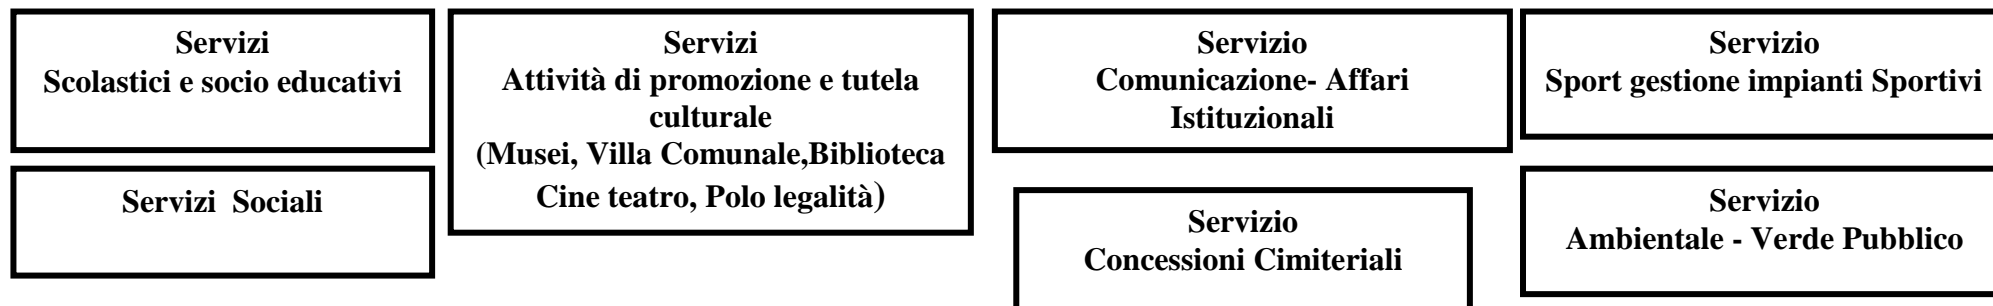 Servizi
Scolastici e socio educativi
Servizi  Sociali
Servizi
Attività di promozione e tutela
culturale
(Musei, Villa Comunale,Biblioteca
Cine teatro, Polo legalità)
Servizio
Comunicazione- Affari
Istituzionali
Servizio
Concessioni Cimiteriali
Servizio
Sport gestione impianti Sportivi
Servizio
Ambientale - Verde Pubblico